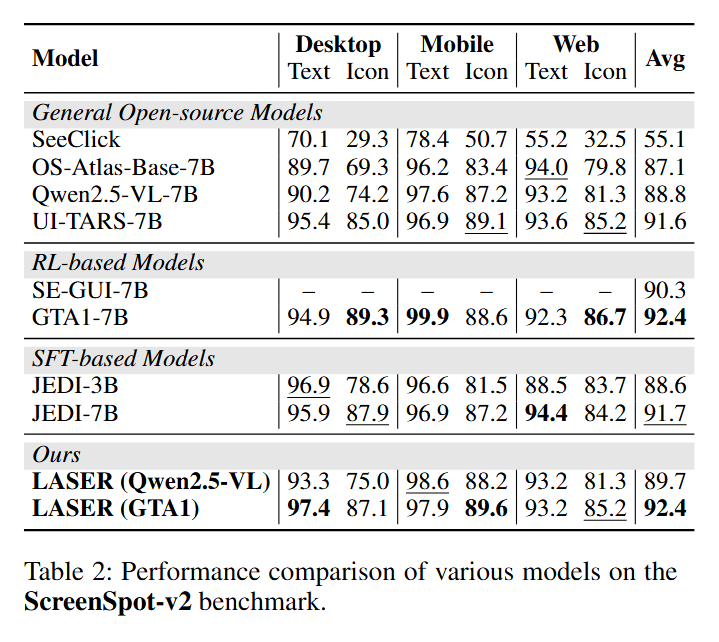 Model Desktop Mobile Web Avg
Text Icon Text Icon Text Icon
General Open-source Models
SeeClick 70.1 29.3 78.4 50.7 55.2 32.5 55.1
OS-Atlas-Base-7B 89.7 69.3 96.2 83.4 94.0 79.8 87.1
Qwen2.5-VL-7B 90.2 74.2 97.6 87.2 93.2 81.3 88.8
UI-TARS-7B 95.4 85.0 96.9 89.1 93.6 85.2 91.6
RL-based Models
SE-GUI-7B – – – – – – 90.3
GTA1-7B 94.9 89.3 99.9 88.6 92.3 86.7 92.4
SFT-based Models
JEDI-3B 96.9 78.6 96.6 81.5 88.5 83.7 88.6
JEDI-7B 95.9 87.9 96.9 87.2 94.4 84.2 91.7
Ours
LASER (Qwen2.5-VL) 93.3 75.0 98.6 88.2 93.2 81.3 89.7
LASER (GTA1) 97.4 87.1 97.9 89.6 93.2 85.2 92.4
Table 2: Performance comparison of various models on the
ScreenSpot-v2 benchmark.